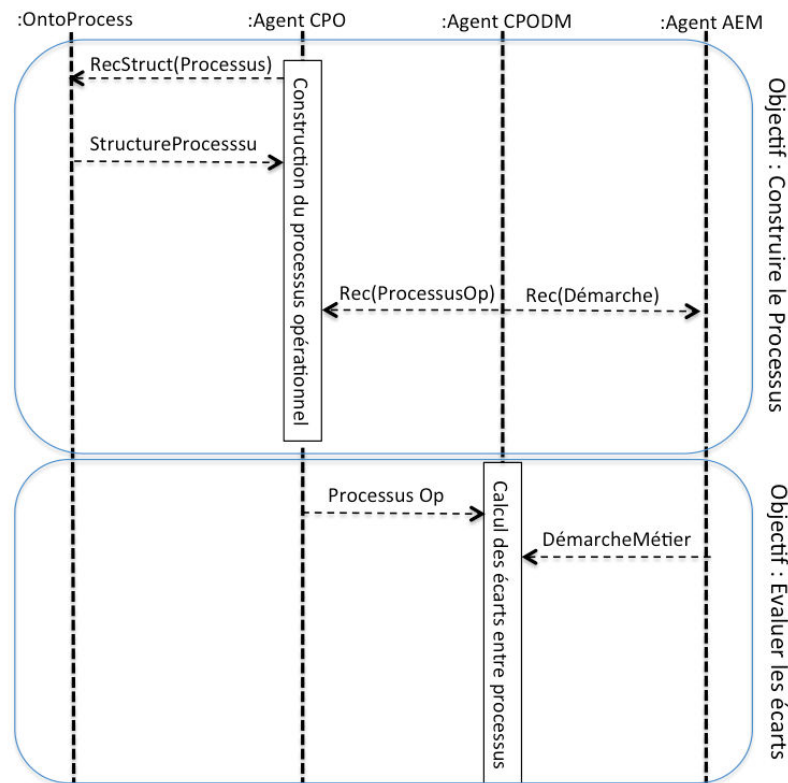 :OntoProcess
:Agent CPO
:Agent CPODM
:Agent AEM
RecStruct(Processus)
StructureProcesssu
Construction du processus opérationnel
Rec(ProcessusOp)
Rec(Démarche)
Objectif : Construire le Processus
Processus Op
DémarcheMétier
Calcul des écarts entre processus
Objectif : Evaluer les écarts